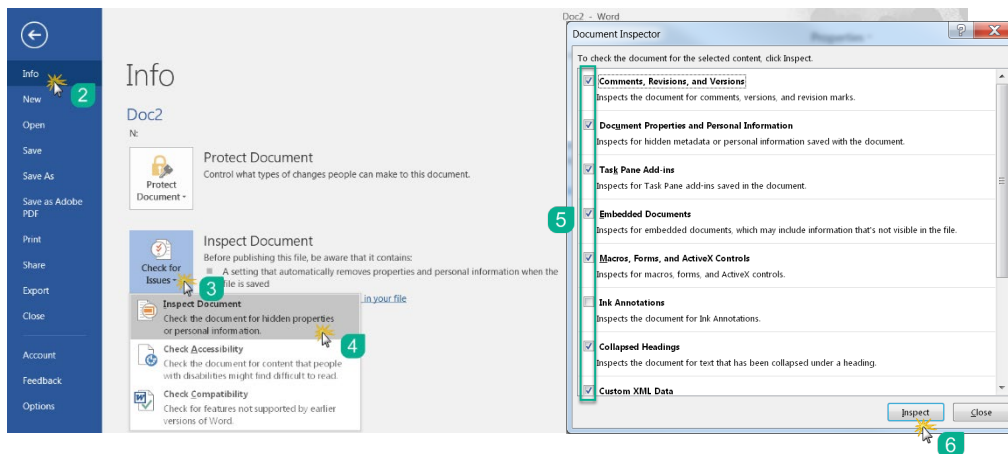 Doc2 - Word
Info
New
Open
Save
Save As
Save as Adobe
PDF
Print
Share
Export
Close
Account
Feedback
Options
2
Info
Doc2
N:
Protect
Document
Protect Document
Control what types of changes people can make to this document.
Check for
Issues
3
Inspect Document
Before publishing this file, be aware that it contains:
A setting that automatically removes properties and personal information when the
file is saved
in your file
Inspect Document
Check the document for hidden properties
or personal information.
4
Check Accessibility
Check the document for content that people
with disabilities might find difficult to read.
Check Compatibility
Check for features not supported by earlier
versions of Word.
Document Inspector
Properties
To check the document for the selected content, click Inspect.
5
Comments, Revisions, and Versions
Inspects the document for comments, versions, and revision marks.
Document Properties and Personal Information
Inspects for hidden metadata or personal information saved with the document.
Task Pane Add-ins
Inspects for Task Pane add-ins saved in the document.
Embedded Documents
Inspects for embedded documents, which may include information that's not visible in the file.
Macros, Forms, and ActiveX Controls
Inspects for macros, forms, and ActiveX controls.
Ink Annotations
Inspects the document for Ink Annotations.
Collapsed Headings
Inspects the document for text that has been collapsed under a heading.
Custom XML Data
Inspect
Close
6